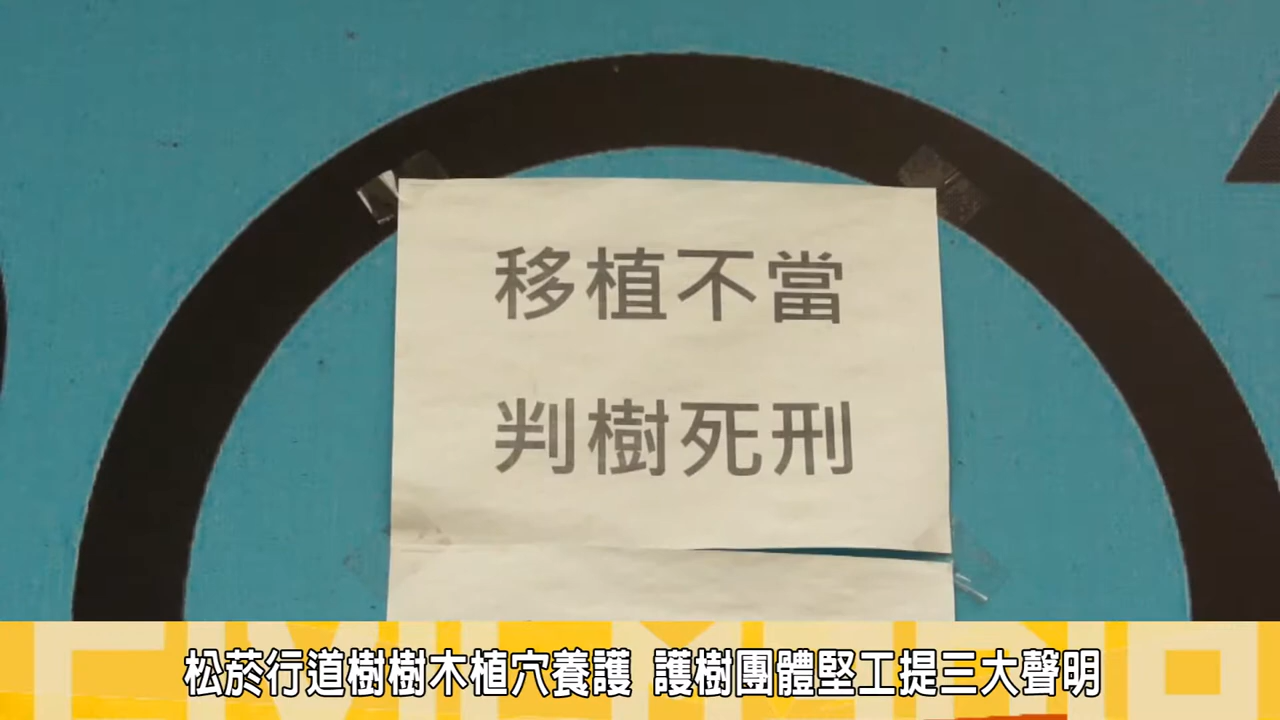 移植不當
判樹死刑
松菸行道樹樹木植穴養護 護樹團體堅工提三大聲明